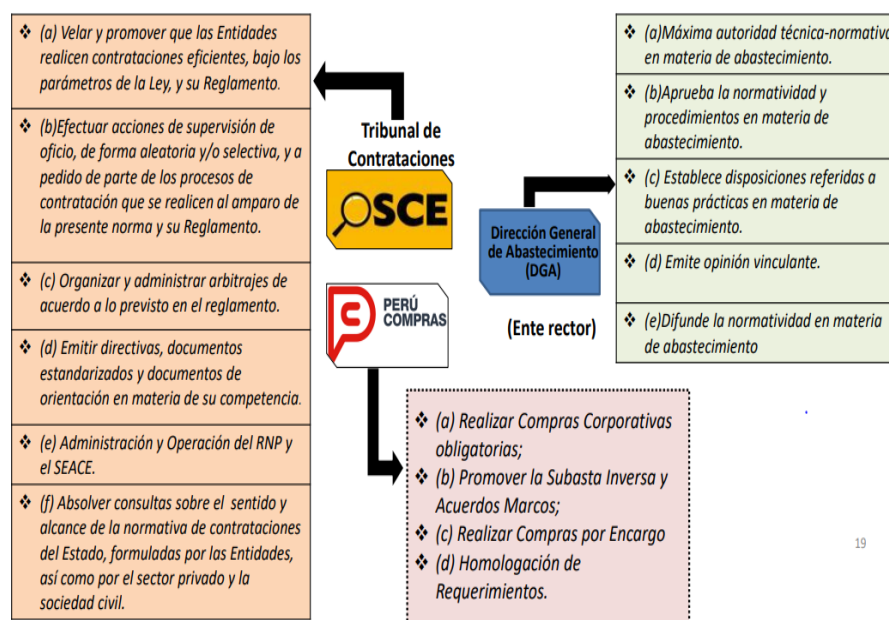 ❖ (a) Velar y promover que las Entidades
realicen contrataciones eficientes, bajo los
parámetros de la Ley, y su Reglamento.
❖ (b)Efectuar acciones de supervisión de
oficio, de forma aleatoria y/o selectiva, y a
pedido de parte de los procesos de
contratación que se realicen al amparo de
la presente norma y su Reglamento.
❖ (c) Organizar y administrar arbitrajes de
acuerdo a lo previsto en el reglamento.
❖ (d) Emitir directivas, documentos
estandarizados y documentos de
orientación en materia de su competencia.
❖ (e) Administración y Operación del RNP y
el SEACE.
❖ (f) Absolver consultas sobre el sentido y
alcance de la normativa de contrataciones
del Estado, formuladas por las Entidades,
así como por el sector privado y la
sociedad civil.
Tribunal de
Contrataciones
OSCE
PERÚ
COMPRAS
Dirección General
de Abastecimiento
(DGA)
(Ente rector)
❖ (a)Máxima autoridad técnica-normativa
en materia de abastecimiento.
❖ (b)Aprueba la normatividad y
procedimientos en materia de
abastecimiento.
❖ (c) Establece disposiciones referidas a
buenas prácticas en materia de
abastecimiento.
❖ (d) Emite opinión vinculante.
❖ (e)Difunde la normatividad en materia
de abastecimiento
❖ (a) Realizar Compras Corporativas
obligatorias;
❖ (b) Promover la Subasta Inversa y
Acuerdos Marcos;
❖ (c) Realizar Compras por Encargo
❖ (d) Homologación de
Requerimientos.
19